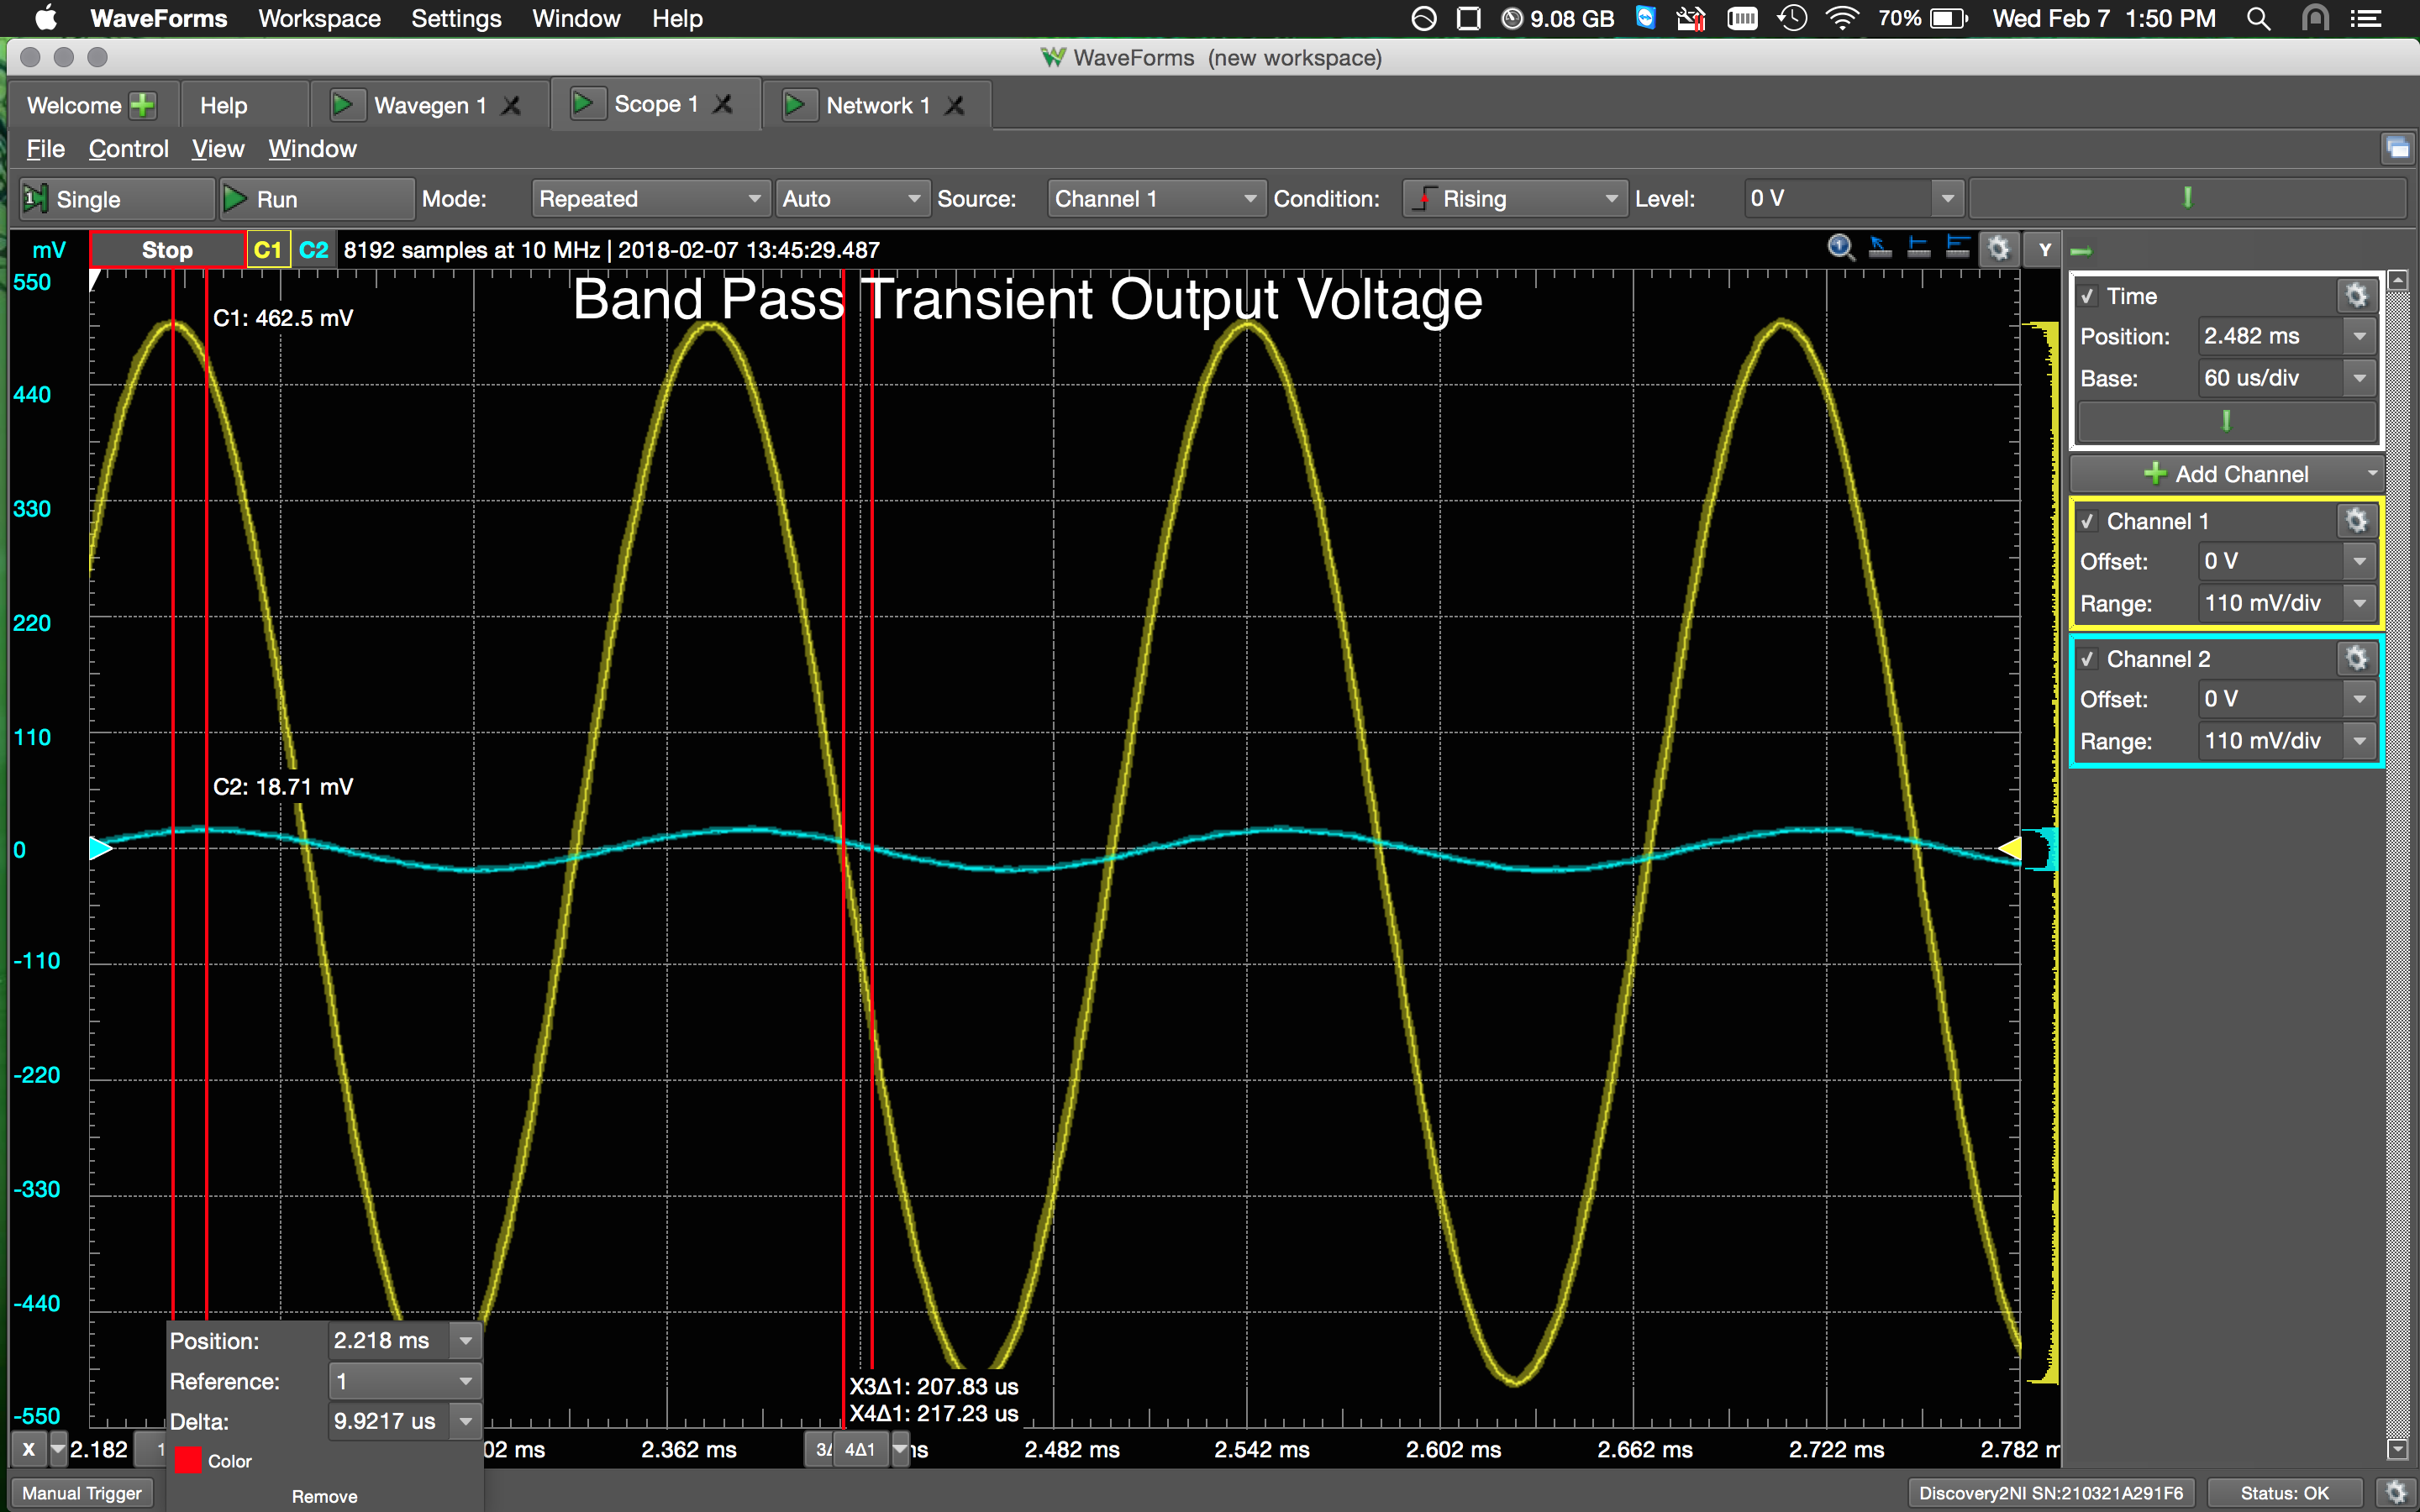 WaveForms Workspace Settings Window Help 9.08 GB 70% Wed Feb 7 1:50 PM
WaveForms (new workspace)
Welcome Help Wavegen 1 Scope 1 Network 1
File Control View Window
Single Run Mode: Repeated Auto Source: Channel 1 Condition: Rising Level: 0 V
mV Stop C1 C2 8192 samples at 10 MHz | 2018-02-07 13:45:29.487 Y
Band Pass Transient Output Voltage
C1: 462.5 mV
C2: 18.71 mV
550
440
330
220
110
0
-110
-220
-330
-440
-550
Time
Position: 2.482 ms
Base: 60 us/div
Add Channel
Channel 1
Offset: 0 V
Range: 110 mV/div
Channel 2
Offset: 0 V
Range: 110 mV/div
Position: 2.218 ms
Reference: 1
Delta: 9.9217 us
Color
Remove
X3Δ1: 207.83 us
X4Δ1: 217.23 us
X 2.182 1 02 ms 2.362 ms 3Δ 4Δ1 ns 2.482 ms 2.542 ms 2.602 ms 2.662 ms 2.722 ms 2.782 m
Manual Trigger Discovery2NI SN:210321A291F6 Status: OK